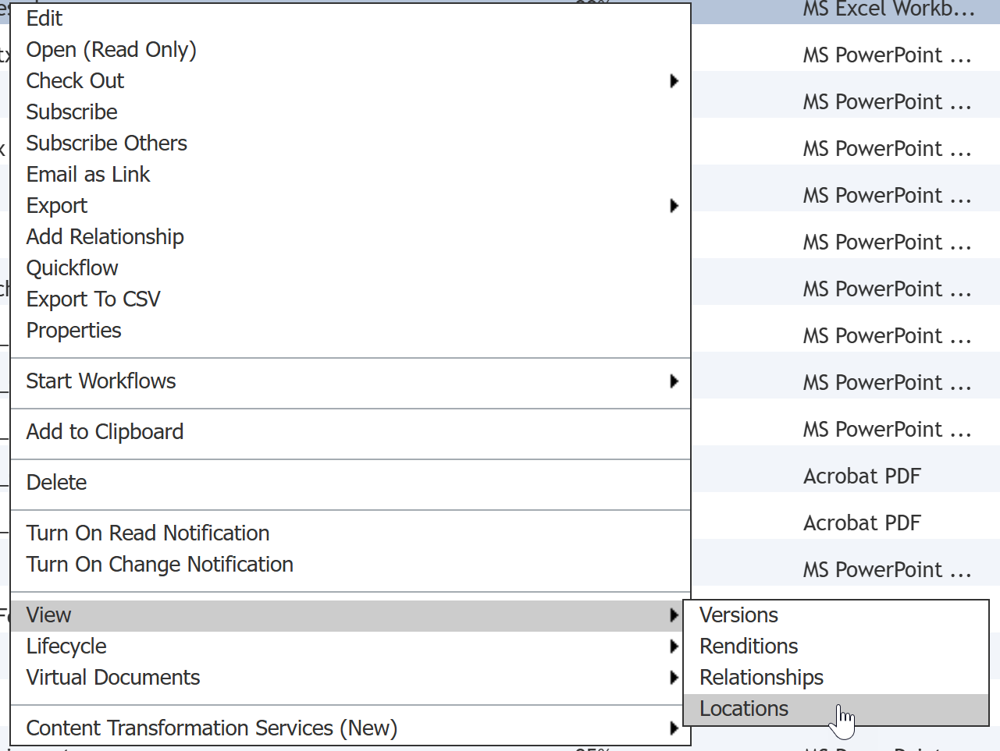 MS Excel Workb...
Edit
Open (Read Only)
MS PowerPoint ...
Check Out
MS PowerPoint ...
Subscribe
Subscribe Others
MS PowerPoint ...
Email as Link
MS PowerPoint ...
Export
Add Relationship
MS PowerPoint ...
Quickflow
MS PowerPoint ...
Export To CSV
Properties
MS PowerPoint ...
Start Workflows
MS PowerPoint ...
Add to Clipboard
MS PowerPoint ...
Delete
Acrobat PDF
Turn On Read Notification
Acrobat PDF
Turn On Change Notification
MS PowerPoint ...
View
Versions
Lifecycle
Renditions
Virtual Documents
Relationships
Locations
Content Transformation Services (New)